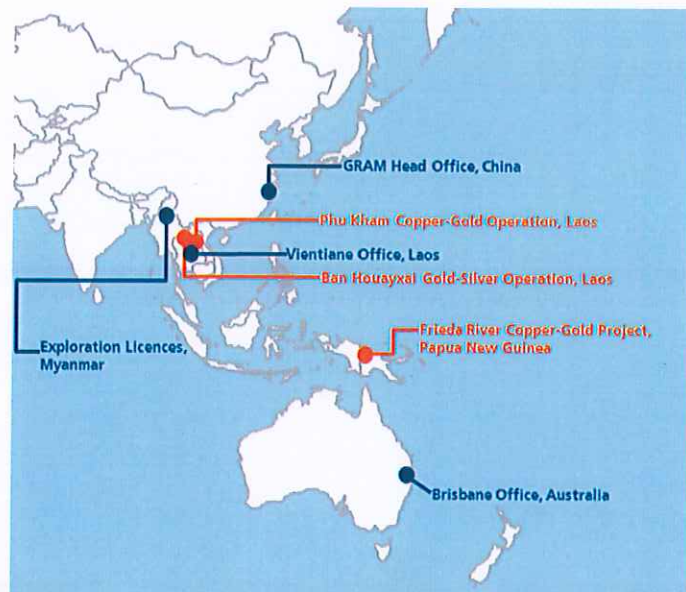 GRAM Head Office, China
Phu Kham Copper-Gold Operation, Laos
Vientiane Office, Laos
Ban Houayxai Gold-Silver Operation, Laos
Frieda River Copper-Gold Project,
Papua New Guinea
Exploration Licences,
Myanmar
Brisbane Office, Australia